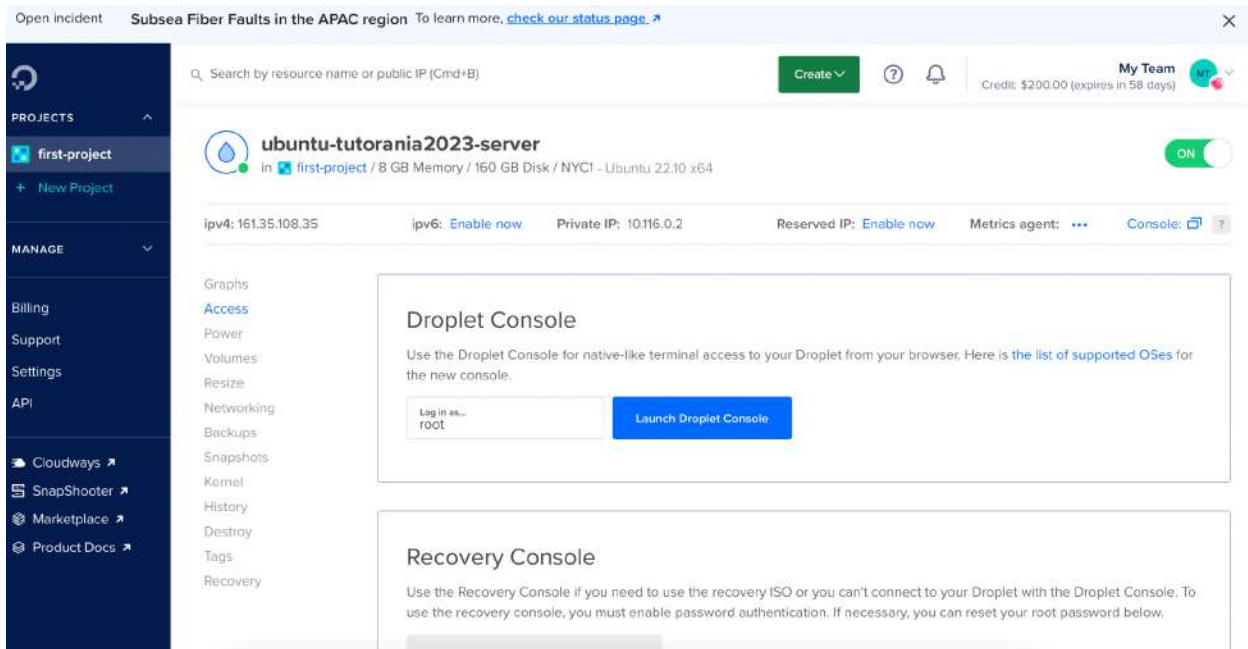 Open incident Subsea Fiber Faults in the APAC region To learn more, check our status page
Search by resource name or public IP (Cmd+B)
Create
My Team
Credit: $200.00 (expires in 58 days)
MT
PROJECTS
first-project
+ New Project
MANAGE
Billing
Support
Settings
API
Cloudways
SnapShooter
Marketplace
Product Docs
ubuntu-tutorania2023-server
in first-project / 8 GB Memory / 160 GB Disk / NYC1 - Ubuntu 22.10 x64
ON
ipv4: 161.35.108.35 ipv6: Enable now Private IP: 10.116.0.2 Reserved IP: Enable now Metrics agent: ••• Console: ?
Graphs
Access
Power
Volumes
Resize
Networking
Backups
Snapshots
Kernel
History
Destroy
Tags
Recovery
Droplet Console
Use the Droplet Console for native-like terminal access to your Droplet from your browser. Here is the list of supported OSes for
the new console.
Log in as...
root
Launch Droplet Console
Recovery Console
Use the Recovery Console if you need to use the recovery ISO or you can't connect to your Droplet with the Droplet Console. To
use the recovery console, you must enable password authentication. If necessary, you can reset your root password below.